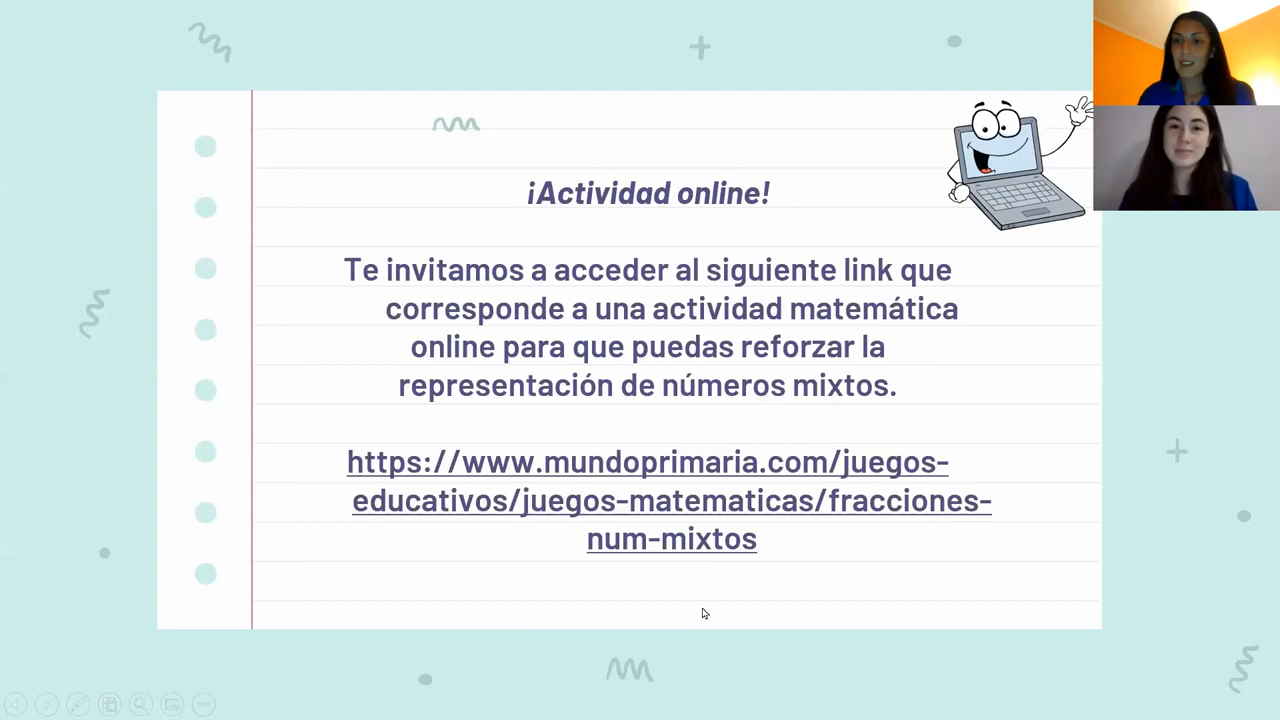 ¡Actividad online!
Te invitamos a acceder al siguiente link que
corresponde a una actividad matemática
online para que puedas reforzar la
representación de números mixtos.
https://www.mundoprimaria.com/juegos-
educativos/juegos-matematicas/fracciones-
num-mixtos